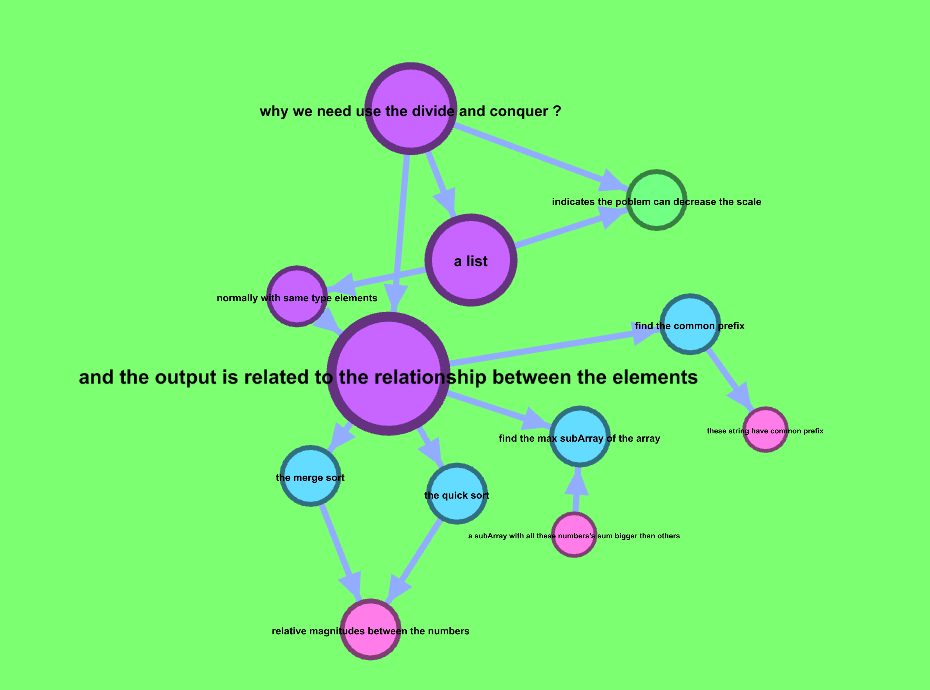 why we need use the divide and conquer ?
indicates the poblem can decrease the scale
a list
normally with same type elements
find the common prefix
and the output is related to the relationship between the elements
these string have common prefix
find the max subArray of the array
the merge sort
the quick sort
a subArray with all these numbers's sum bigger than others
relative magnitudes between the numbers